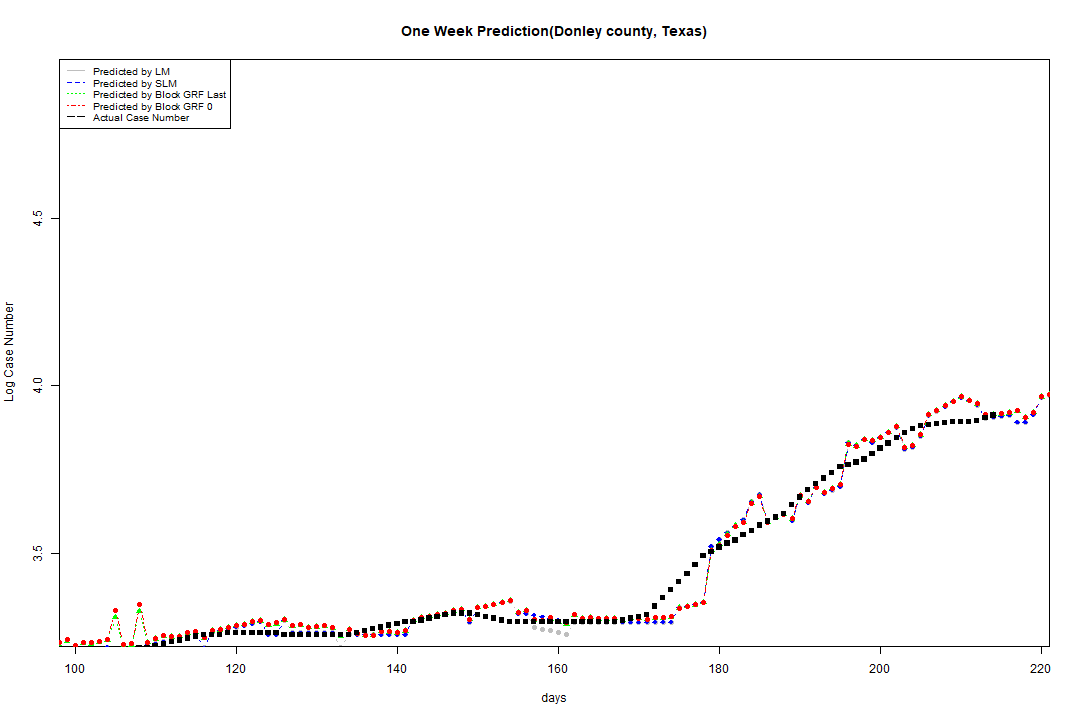 One Week Prediction(Donley county, Texas)
Predicted by LM
Predicted by SLM
Predicted by Block GRF Last
Predicted by Block GRF 0
Actual Case Number
4.5
4.0
3.5
Log Case Number
100 120 140 160 180 200 220
days